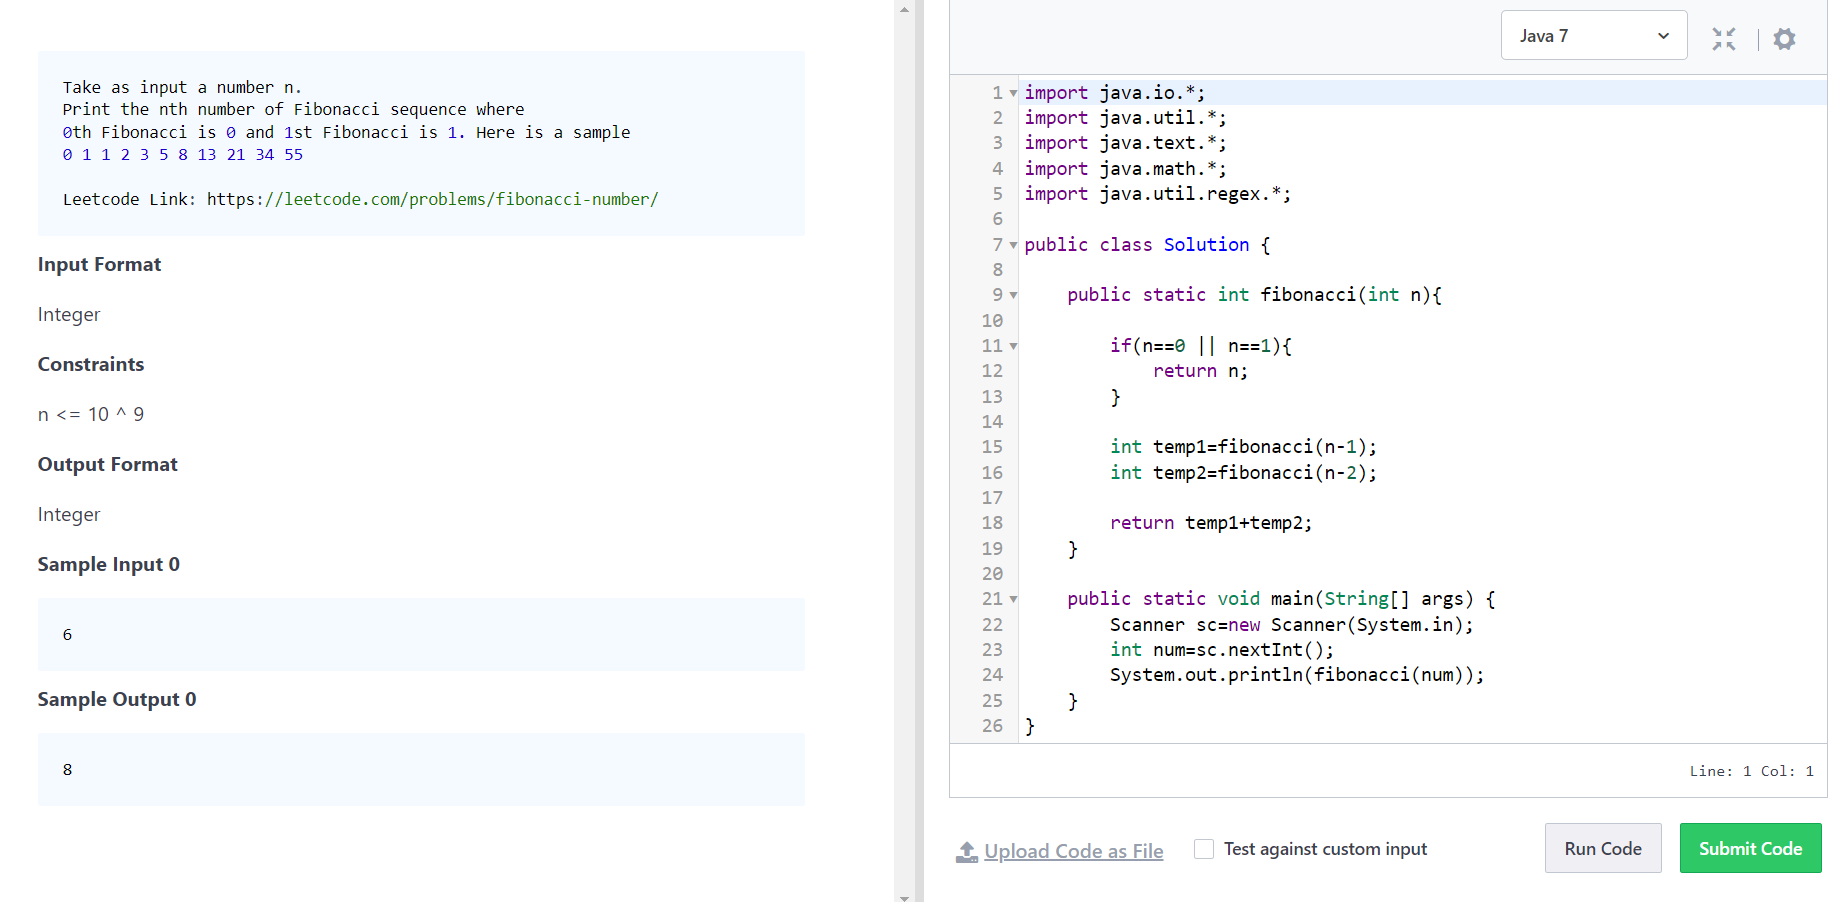 Take as input a number n.
Print the nth number of Fibonacci sequence where
0th Fibonacci is 0 and 1st Fibonacci is 1. Here is a sample
0 1 1 2 3 5 8 13 21 34 55
Leetcode Link: https://leetcode.com/problems/fibonacci-number/
Input Format
Integer
Constraints
n <= 10 ^ 9
Output Format
Integer
Sample Input 0
6
Sample Output 0
8
Java 7
1 import java.io.*;
2 import java.util.*;
3 import java.text.*;
4 import java.math.*;
5 import java.util.regex.*;
6
7 public class Solution {
8
9     public static int fibonacci(int n){
10
11         if(n==0 || n==1){
12             return n;
13         }
14
15         int temp1=fibonacci(n-1);
16         int temp2=fibonacci(n-2);
17
18         return temp1+temp2;
19     }
20
21     public static void main(String[] args) {
22         Scanner sc=new Scanner(System.in);
23         int num=sc.nextInt();
24         System.out.println(fibonacci(num));
25     }
26 }
Line: 1 Col: 1
Upload Code as File
Test against custom input
Run Code
Submit Code